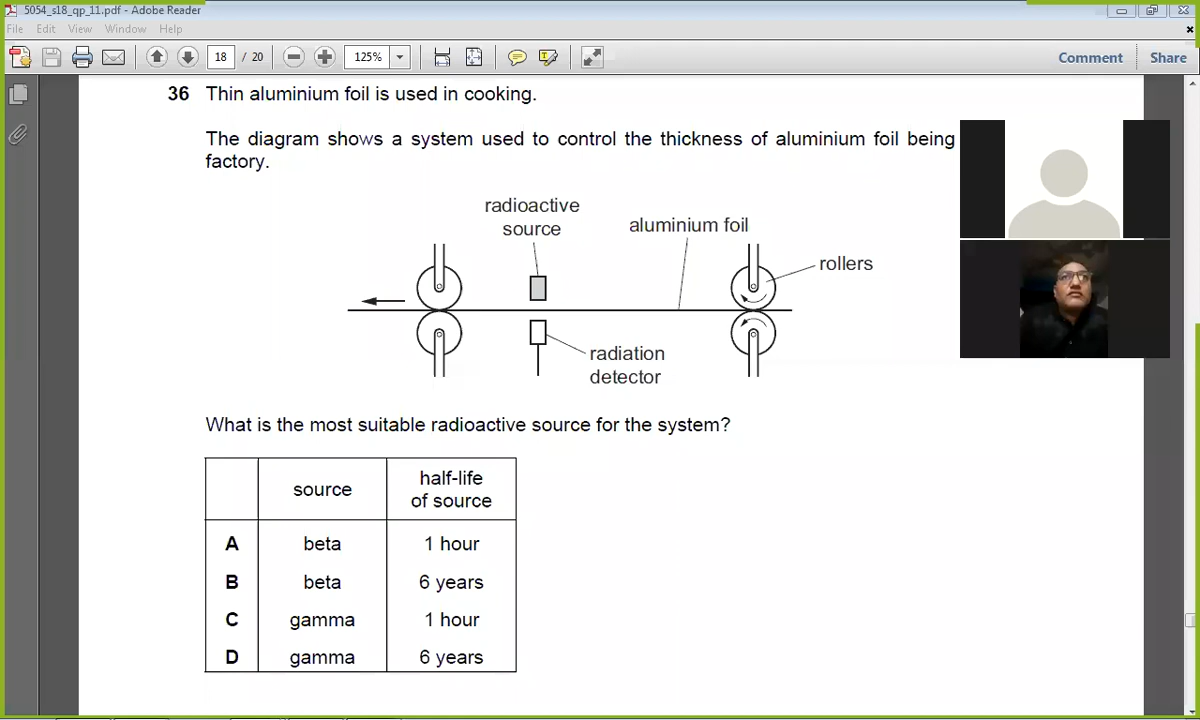 5054_s18_qp_11.pdf - Adobe Reader
File Edit View Window Help
18 / 20 125% Comment Share
36 Thin aluminium foil is used in cooking.
The diagram shows a system used to control the thickness of aluminium foil being
factory.
radioactive
source
aluminium foil
rollers
radiation
detector
What is the most suitable radioactive source for the system?
source half-life
of source
A beta 1 hour
B beta 6 years
C gamma 1 hour
D gamma 6 years